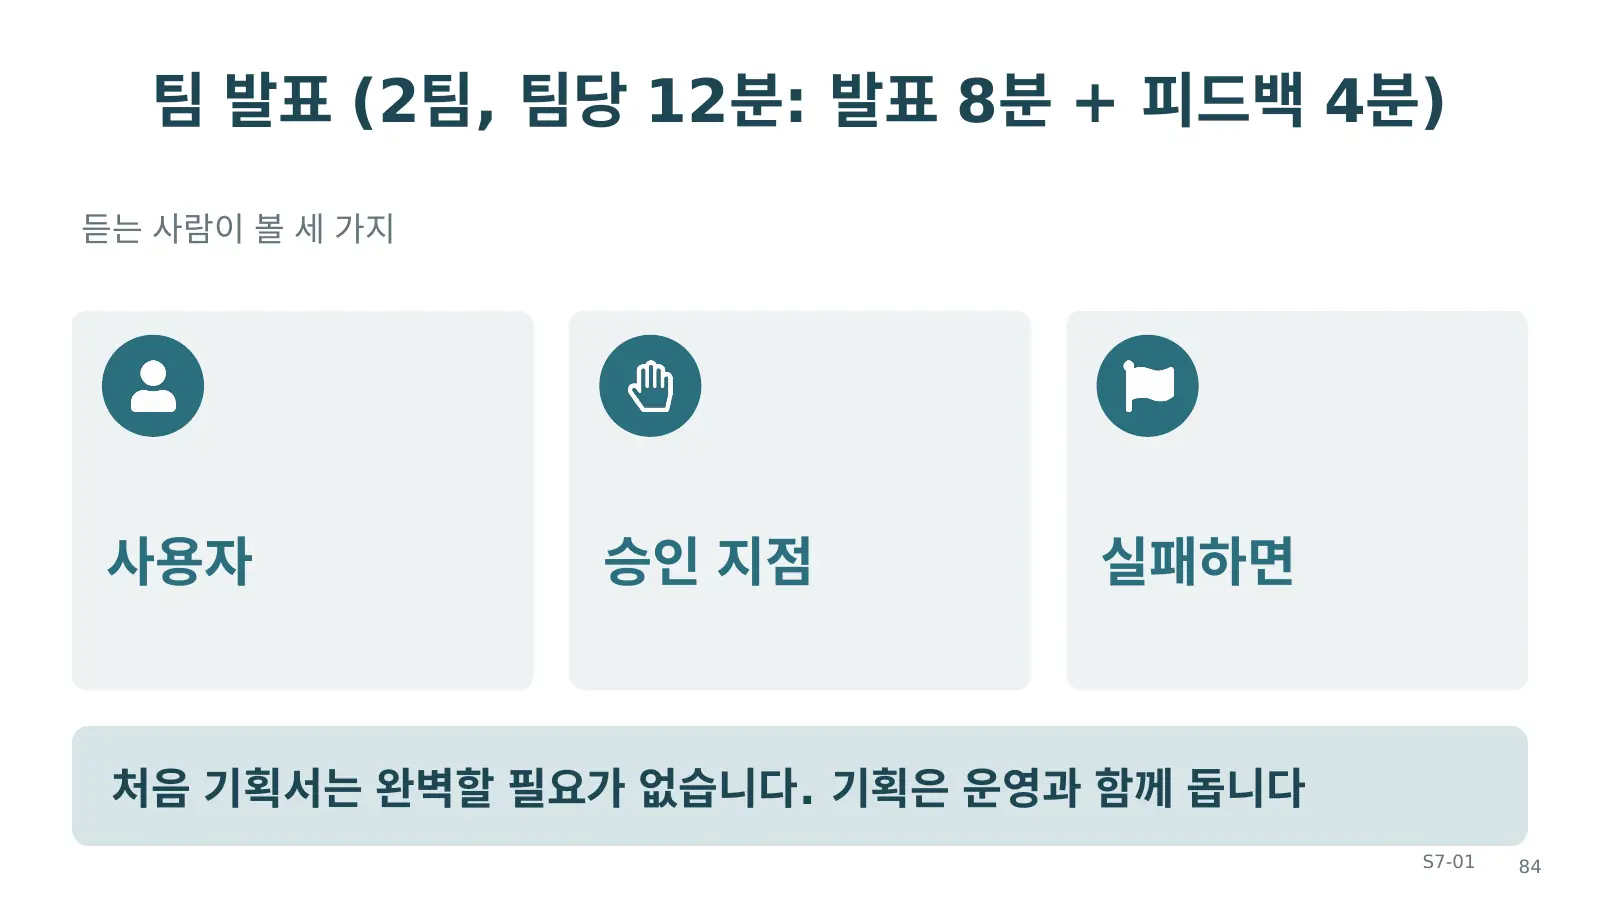 팀 발표 (2팀, 팀당 12분: 발표 8분 + 피드백 4분)
듣는 사람이 볼 세 가지
사용자
승인 지점
실패하면
처음 기획서는 완벽할 필요가 없습니다. 기획은 운영과 함께 돕니다
S7-01
84